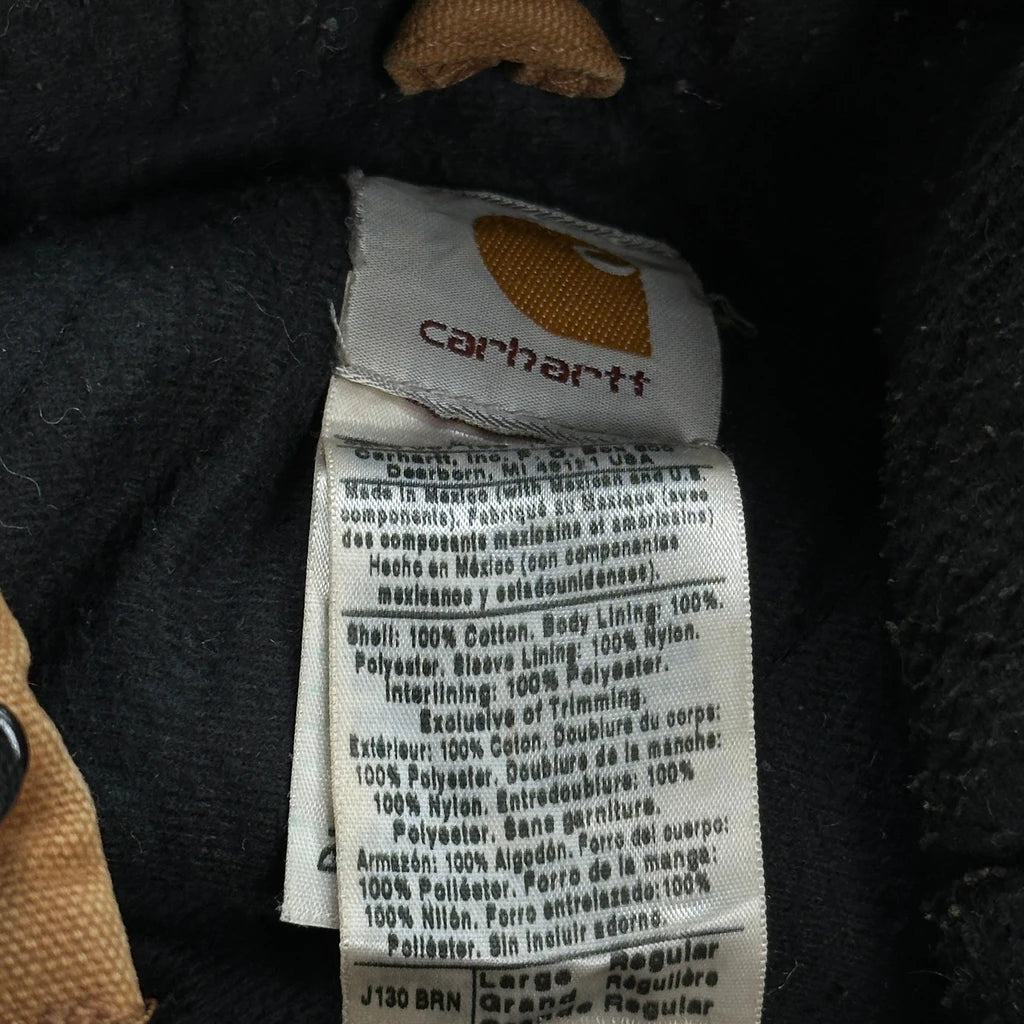 carhartt
Carhartt, Inc. P. O.
Dearborn, MI 48121 USA
Made in Mexico (with Mexican and U.S.
components). Fabriqué au Mexique (avec
des composants mexicains et américains)
Hecho en México (con componentes
mexicanos y estadounidenses).
Shell: 100% Cotton. Body Lining: 100%.
Polyester. Sleeve Lining: 100% Nylon.
Interlining: 100% Polyester.
Exclusive of Trimming.
Extérieur: 100% Coton. Doublure du corps:
100% Polyester. Doublure de la manche:
100% Nylon. Entredoublure: 100%
Polyester. Sans garniture.
Armazón: 100% Algodón. Forro del cuerpo:
100% Poliéster. Forro de la manga:
100% Nilón. Forro entrelazado:100%
Poliéster. Sin incluir adorno.
J130 BRN
Large Regular
Grande Régulière
Regular